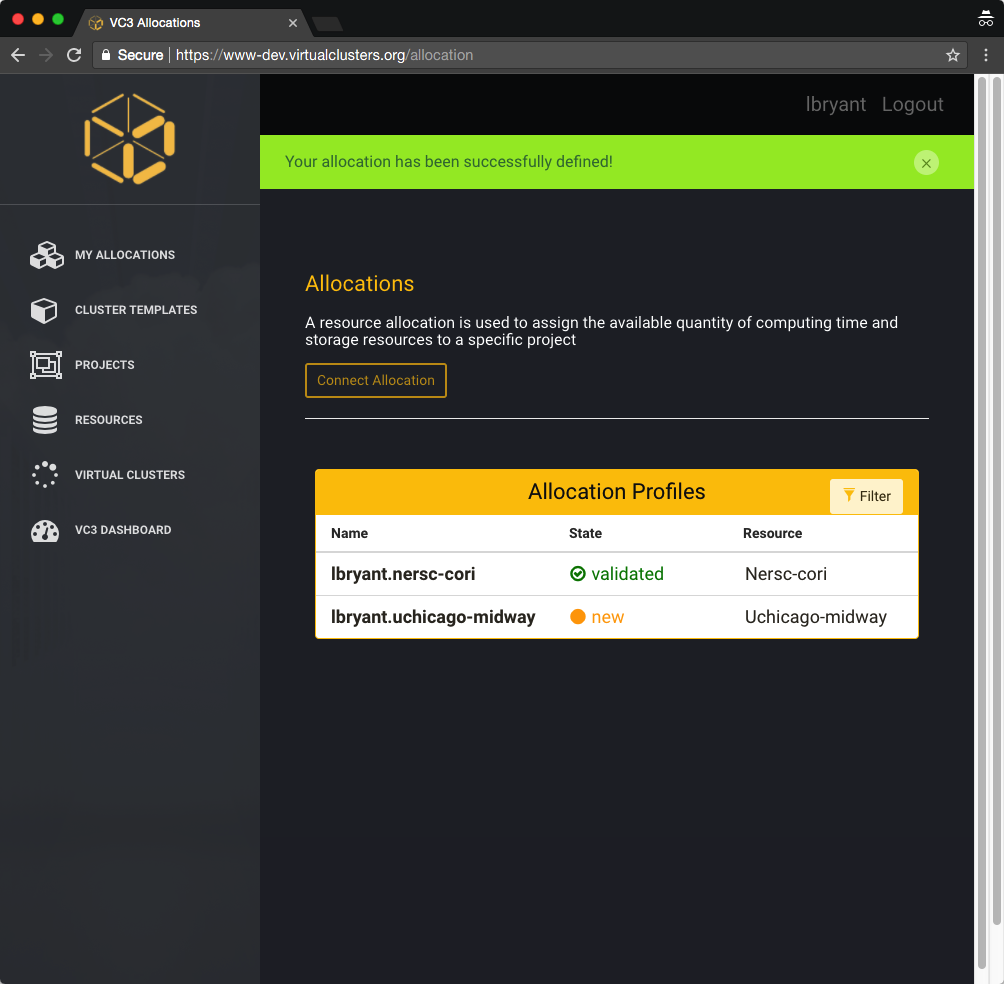 VC3 Allocations
Secure https://www-dev.virtualclusters.org/allocation
lbryant Logout
Your allocation has been successfully defined!
MY ALLOCATIONS
CLUSTER TEMPLATES
PROJECTS
RESOURCES
VIRTUAL CLUSTERS
VC3 DASHBOARD
Allocations
A resource allocation is used to assign the available quantity of computing time and
storage resources to a specific project
Connect Allocation
Allocation Profiles
Filter
Name State Resource
lbryant.nersc-cori validated Nersc-cori
lbryant.uchicago-midway new Uchicago-midway